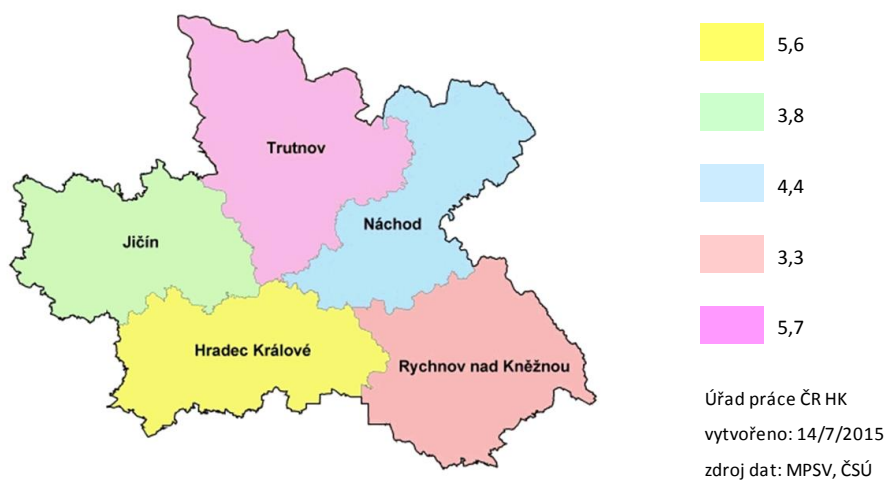 Trutnov
Náchod
Jičín
Hradec Králové
Rychnov nad Kněžnou
5,6
3,8
4,4
3,3
5,7
Úřad práce ČR HK
vytvořeno: 14/7/2015
zdroj dat: MPSV, ČSÚ